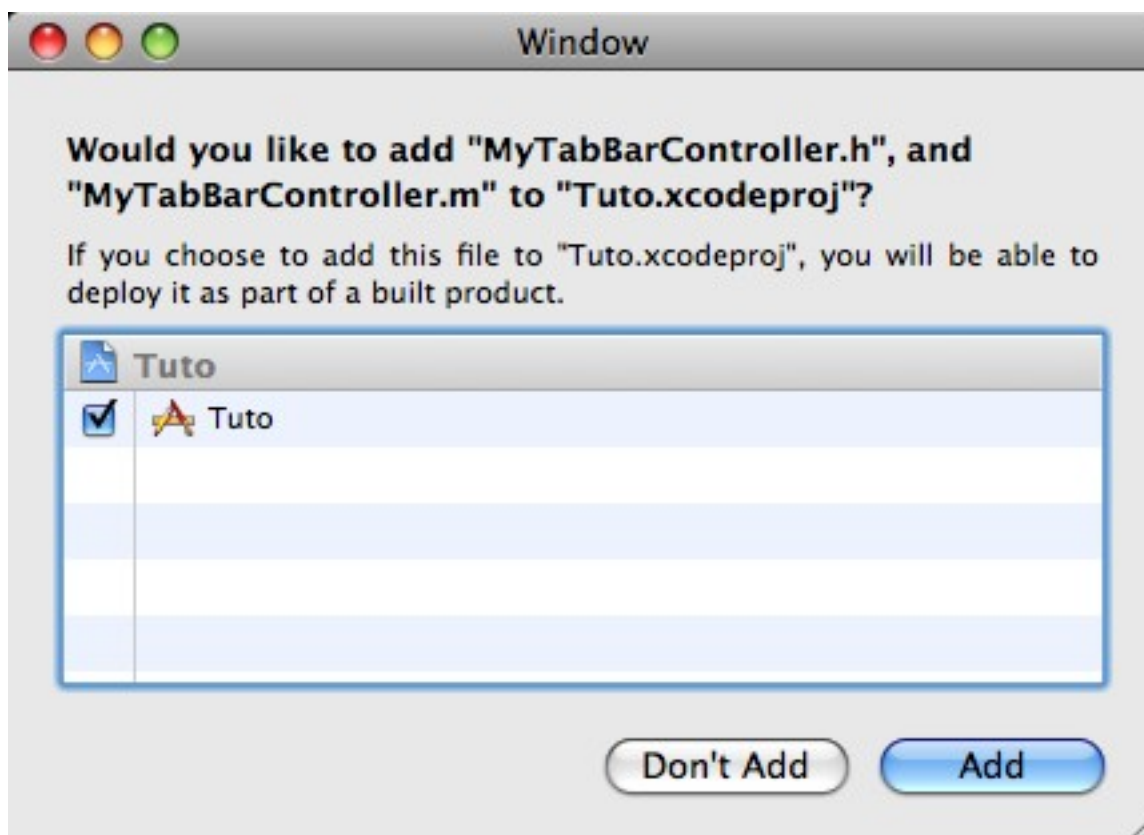 Window
Would you like to add "MyTabBarController.h", and
"MyTabBarController.m" to "Tuto.xcodeproj"?
If you choose to add this file to "Tuto.xcodeproj", you will be able to
deploy it as part of a built product.
Tuto
Tuto
Don't Add
Add